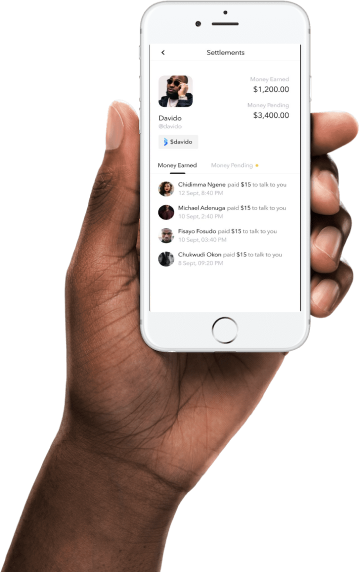 Settlements
Money Earned
$1,200.00
Money Pending
$3,400.00
Davido
@davido
$davido
Money Earned
Money Pending
Chidimma Ngene paid $15 to talk to you
12 Sept, 8:40 PM
Michael Adenuga paid $15 to talk to you
10 Sept, 2:40 PM
Fisayo Fosudo paid $15 to talk to you
10 Sept, 03:40 PM
Chukwudi Okon paid $15 to talk to you
8 Sept, 09:20 PM